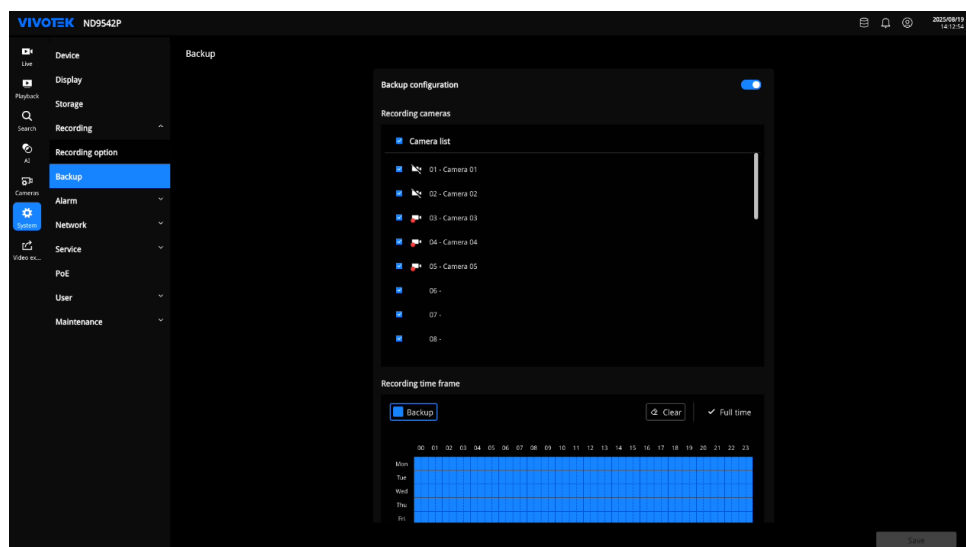 VIVOTEK ND9542P
2025/08/19
14:12:54
Live
Playback
Search
AI
Cameras
System
Video ex...
Device
Display
Storage
Recording
Recording option
Backup
Alarm
Network
Service
PoE
User
Maintenance
Backup
Backup configuration
Recording cameras
Camera list
01 - Camera 01
02 - Camera 02
03 - Camera 03
04 - Camera 04
05 - Camera 05
06 -
07 -
08 -
Recording time frame
Backup Clear Full time
00 01 02 03 04 05 06 07 08 09 10 11 12 13 14 15 16 17 18 19 20 21 22 23
Mon
Tue
Wed
Thu
Fri
Save